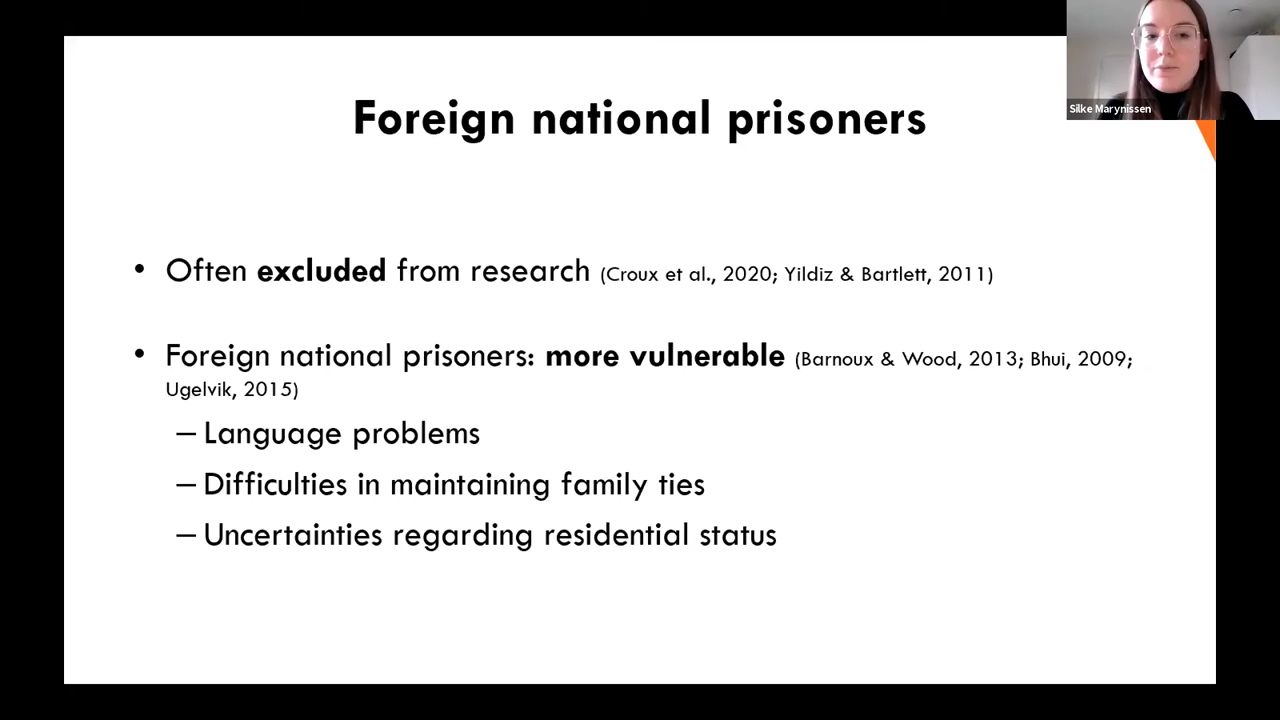 Silke Marynissen
Foreign national prisoners
• Often excluded from research (Croux et al., 2020; Yildiz & Bartlett, 2011)
• Foreign national prisoners: more vulnerable (Barnoux & Wood, 2013; Bhui, 2009;
Ugelvik, 2015)
– Language problems
– Difficulties in maintaining family ties
– Uncertainties regarding residential status